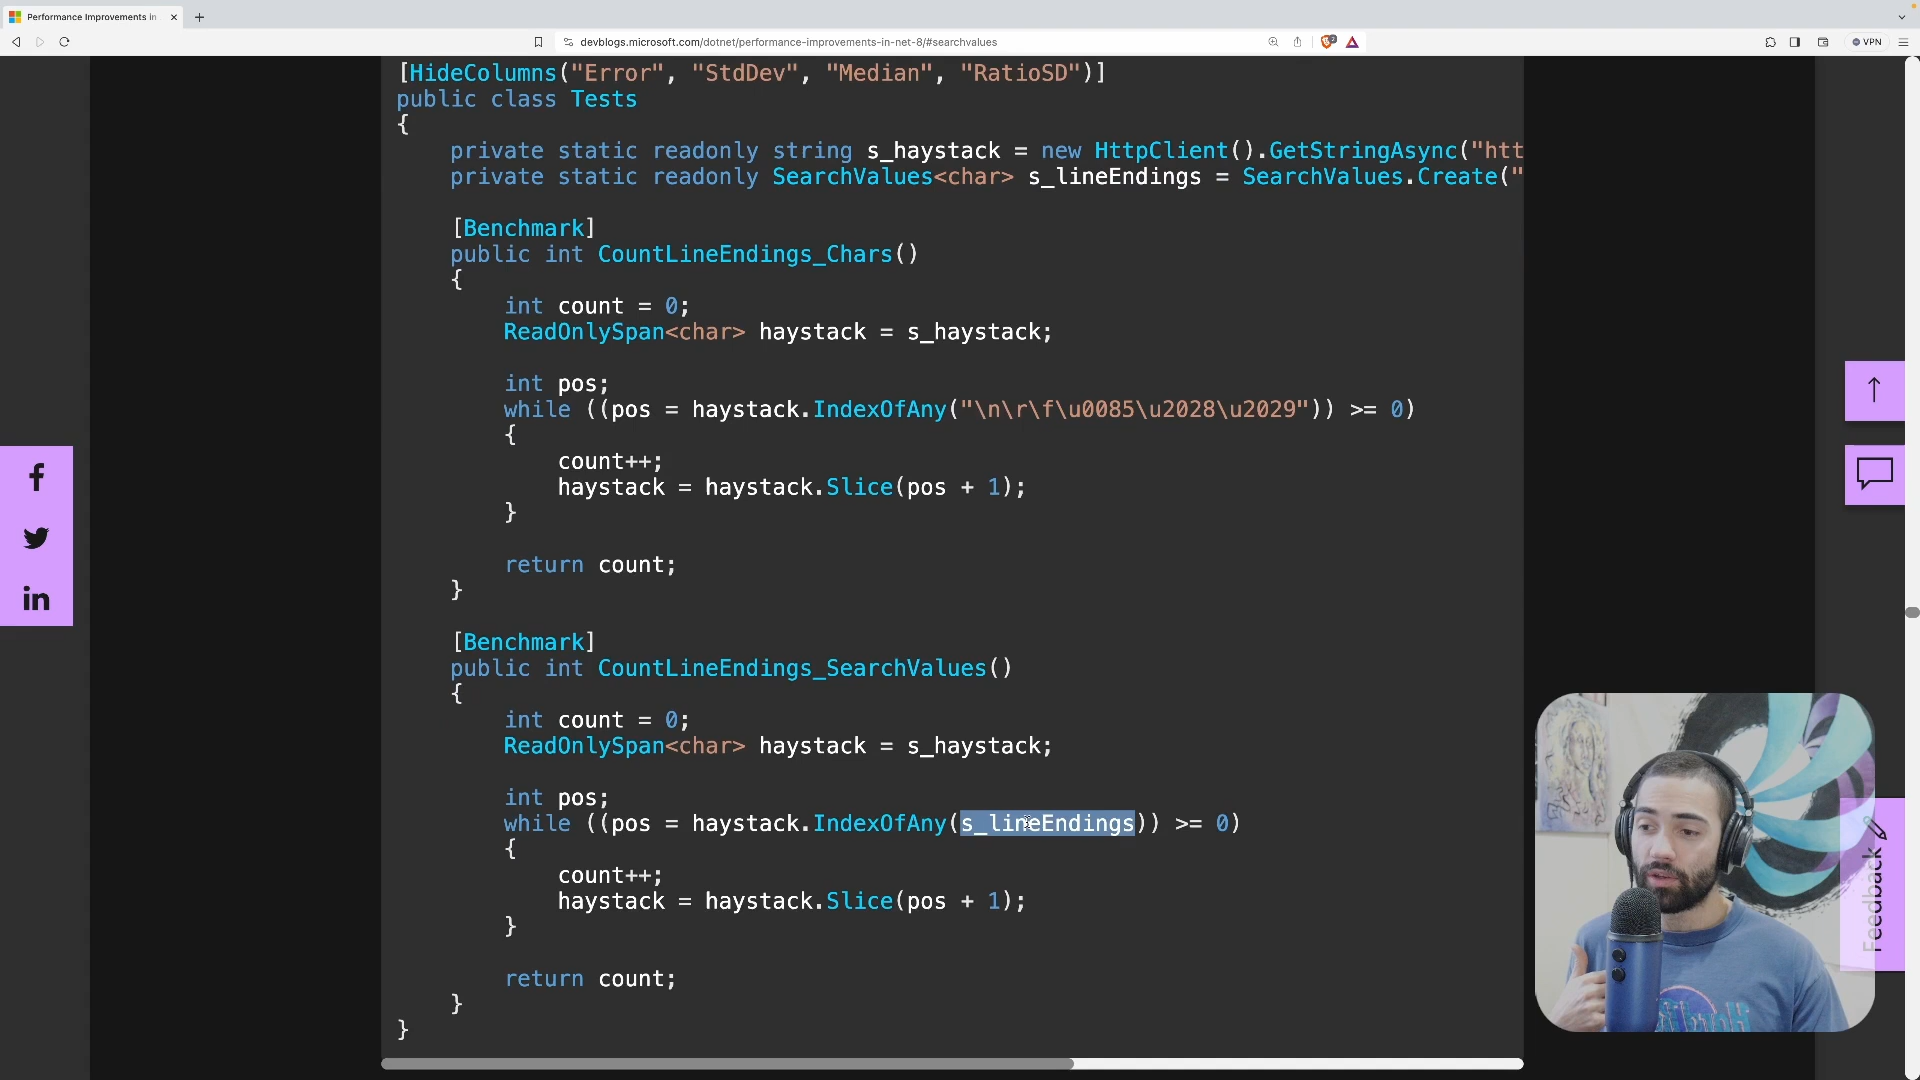 Performance Improvements in
devblogs.microsoft.com/dotnet/performance-improvements-in-net-8/#searchvalues
VPN
[HideColumns("Error", "StdDev", "Median", "RatioSD")]
public class Tests
{
    private static readonly string s_haystack = new HttpClient().GetStringAsync("htt
    private static readonly SearchValues<char> s_lineEndings = SearchValues.Create("
    [Benchmark]
    public int CountLineEndings_Chars()
    {
        int count = 0;
        ReadOnlySpan<char> haystack = s_haystack;
        int pos;
        while ((pos = haystack.IndexOfAny("\n\r\f\u0085\u2028\u2029")) >= 0)
        {
            count++;
            haystack = haystack.Slice(pos + 1);
        }
        return count;
    }
    [Benchmark]
    public int CountLineEndings_SearchValues()
    {
        int count = 0;
        ReadOnlySpan<char> haystack = s_haystack;
        int pos;
        while ((pos = haystack.IndexOfAny(s_lineEndings)) >= 0)
        {
            count++;
            haystack = haystack.Slice(pos + 1);
        }
        return count;
    }
}
Feedback